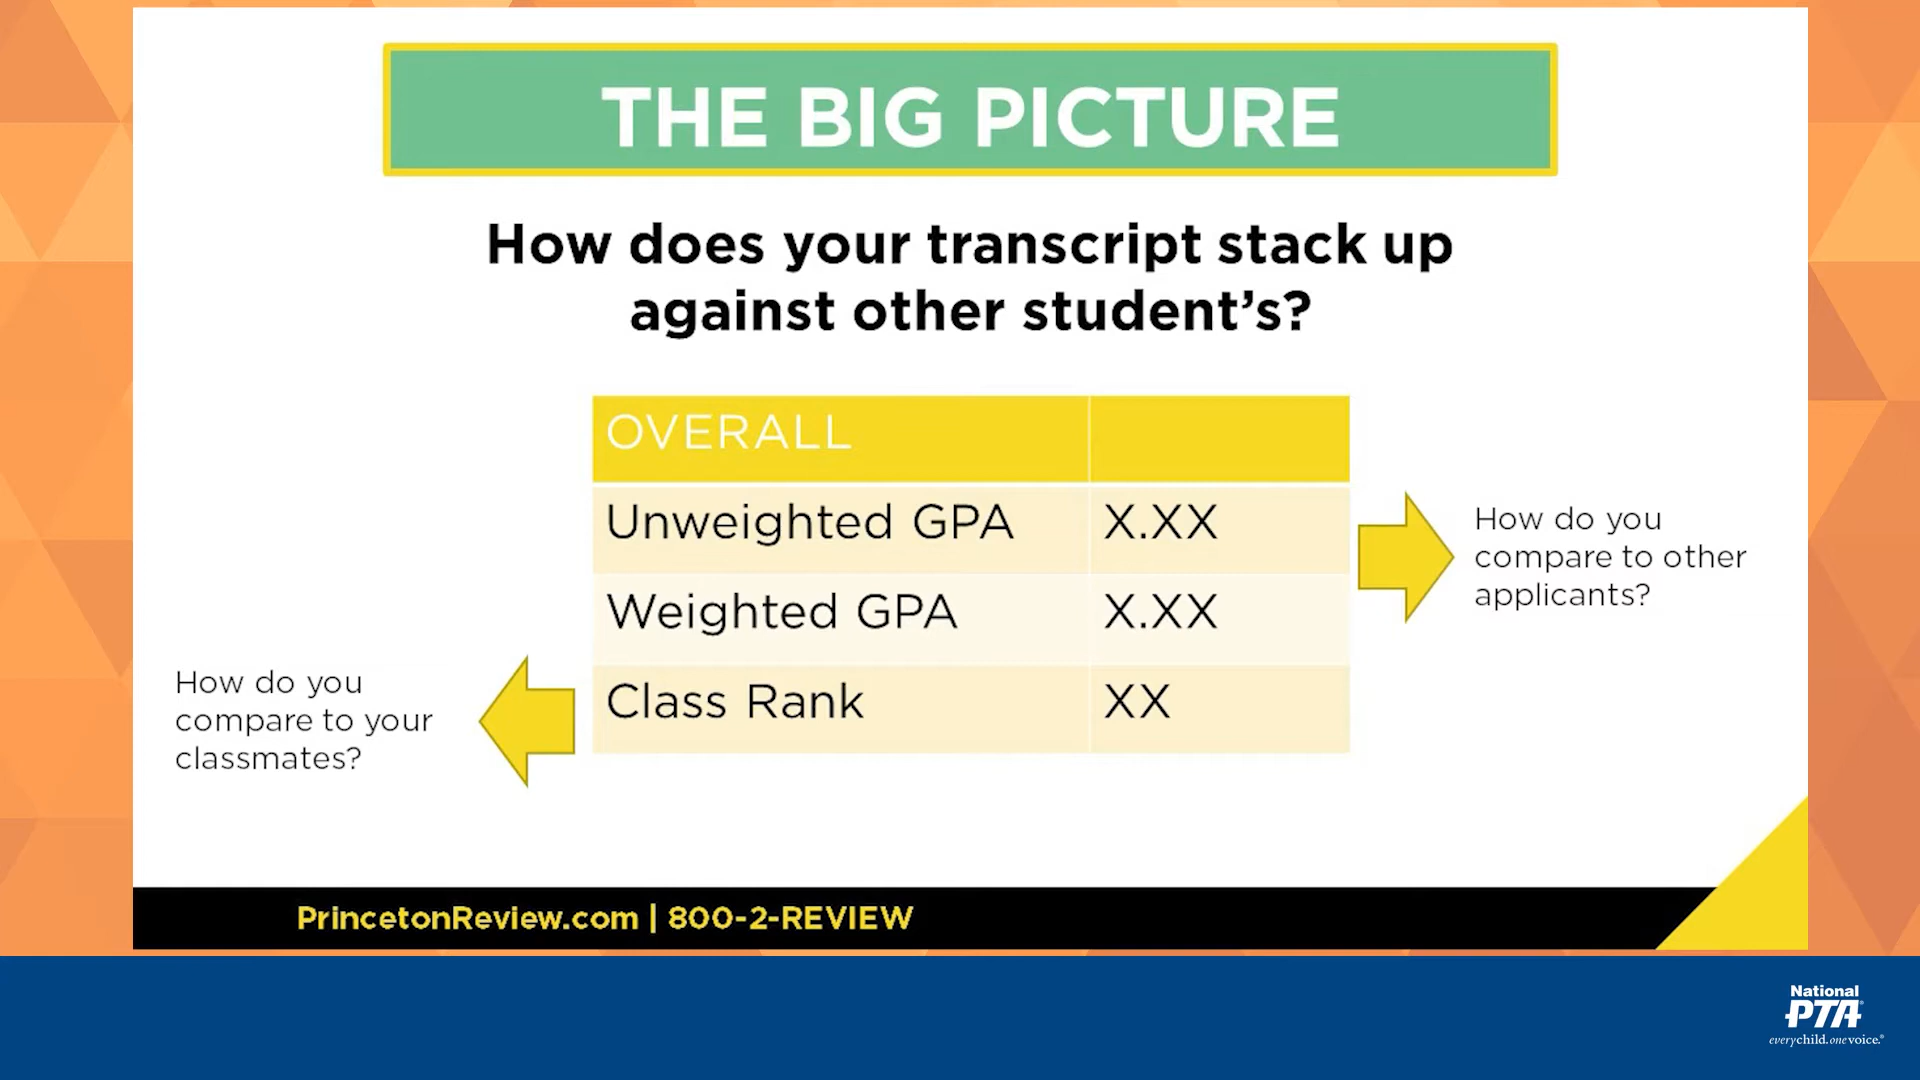 THE BIG PICTURE
How does your transcript stack up
against other student's?
OVERALL
Unweighted GPA X.XX
Weighted GPA X.XX
Class Rank XX
How do you
compare to other
applicants?
How do you
compare to your
classmates?
PrincetonReview.com | 800-2-REVIEW
National
PTA®
everychild.onevoice.®